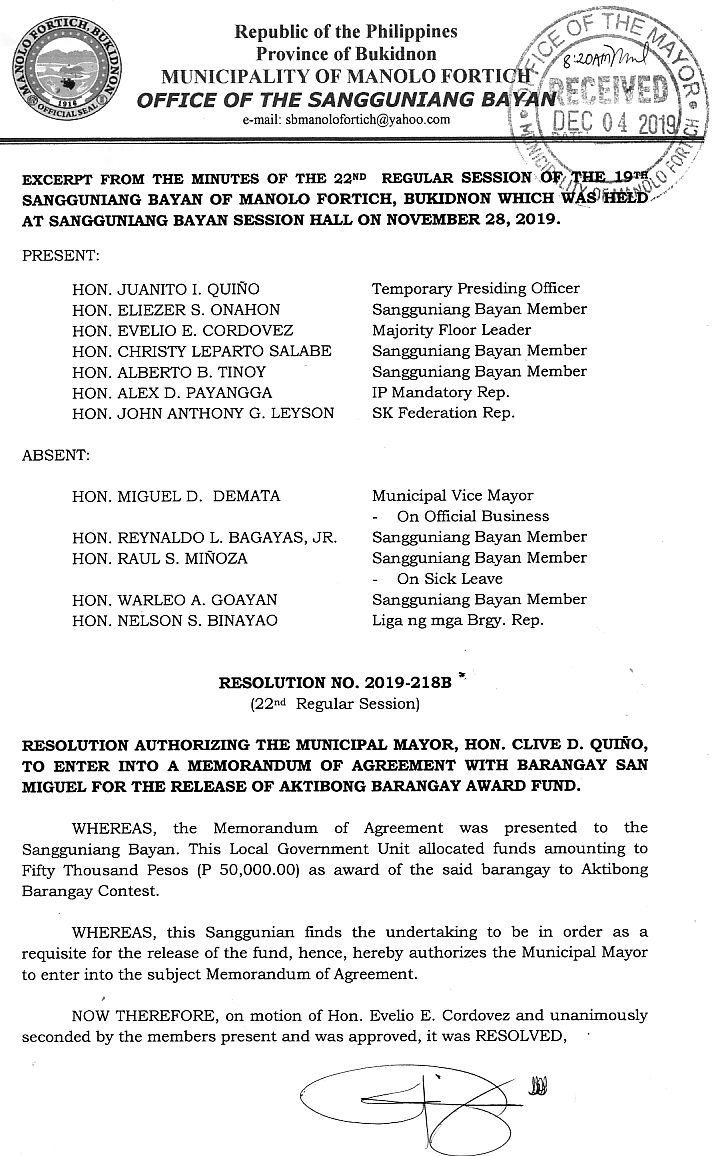 Republic of the Philippines
Province of Bukidnon
MUNICIPALITY OF MANOLO FORTICH
OFFICE OF THE SANGGUNIANG BAYAN
e-mail: sbmanolofortich@yahoo.com
MANOLO FORTICH, BUKIDNON
1914
OFFICIAL SEAL
OFFICE OF THE MAYOR
8:20AM
RECEIVED
DEC 04 2019
DATE:
MUNICIPALITY OF MANOLO FORTICH
EXCERPT FROM THE MINUTES OF THE 22ND REGULAR SESSION OF THE 19TH
SANGGUNIANG BAYAN OF MANOLO FORTICH, BUKIDNON WHICH WAS HELD
AT SANGGUNIANG BAYAN SESSION HALL ON NOVEMBER 28, 2019.
PRESENT:
HON. JUANITO I. QUIÑO Temporary Presiding Officer
HON. ELIEZER S. ONAHON Sangguniang Bayan Member
HON. EVELIO E. CORDOVEZ Majority Floor Leader
HON. CHRISTY LEPARTO SALABE Sangguniang Bayan Member
HON. ALBERTO B. TINOY Sangguniang Bayan Member
HON. ALEX D. PAYANGGA IP Mandatory Rep.
HON. JOHN ANTHONY G. LEYSON SK Federation Rep.
ABSENT:
HON. MIGUEL D. DEMATA Municipal Vice Mayor
- On Official Business
HON. REYNALDO L. BAGAYAS, JR. Sangguniang Bayan Member
HON. RAUL S. MIÑOZA Sangguniang Bayan Member
- On Sick Leave
HON. WARLEO A. GOAYAN Sangguniang Bayan Member
HON. NELSON S. BINAYAO Liga ng mga Brgy. Rep.
RESOLUTION NO. 2019-218B
(22nd Regular Session)
RESOLUTION AUTHORIZING THE MUNICIPAL MAYOR, HON. CLIVE D. QUIÑO,
TO ENTER INTO A MEMORANDUM OF AGREEMENT WITH BARANGAY SAN
MIGUEL FOR THE RELEASE OF AKTIBONG BARANGAY AWARD FUND.
WHEREAS, the Memorandum of Agreement was presented to the
Sangguniang Bayan. This Local Government Unit allocated funds amounting to
Fifty Thousand Pesos (P 50,000.00) as award of the said barangay to Aktibong
Barangay Contest.
WHEREAS, this Sanggunian finds the undertaking to be in order as a
requisite for the release of the fund, hence, hereby authorizes the Municipal Mayor
to enter into the subject Memorandum of Agreement.
NOW THEREFORE, on motion of Hon. Evelio E. Cordovez and unanimously
seconded by the members present and was approved, it was RESOLVED,